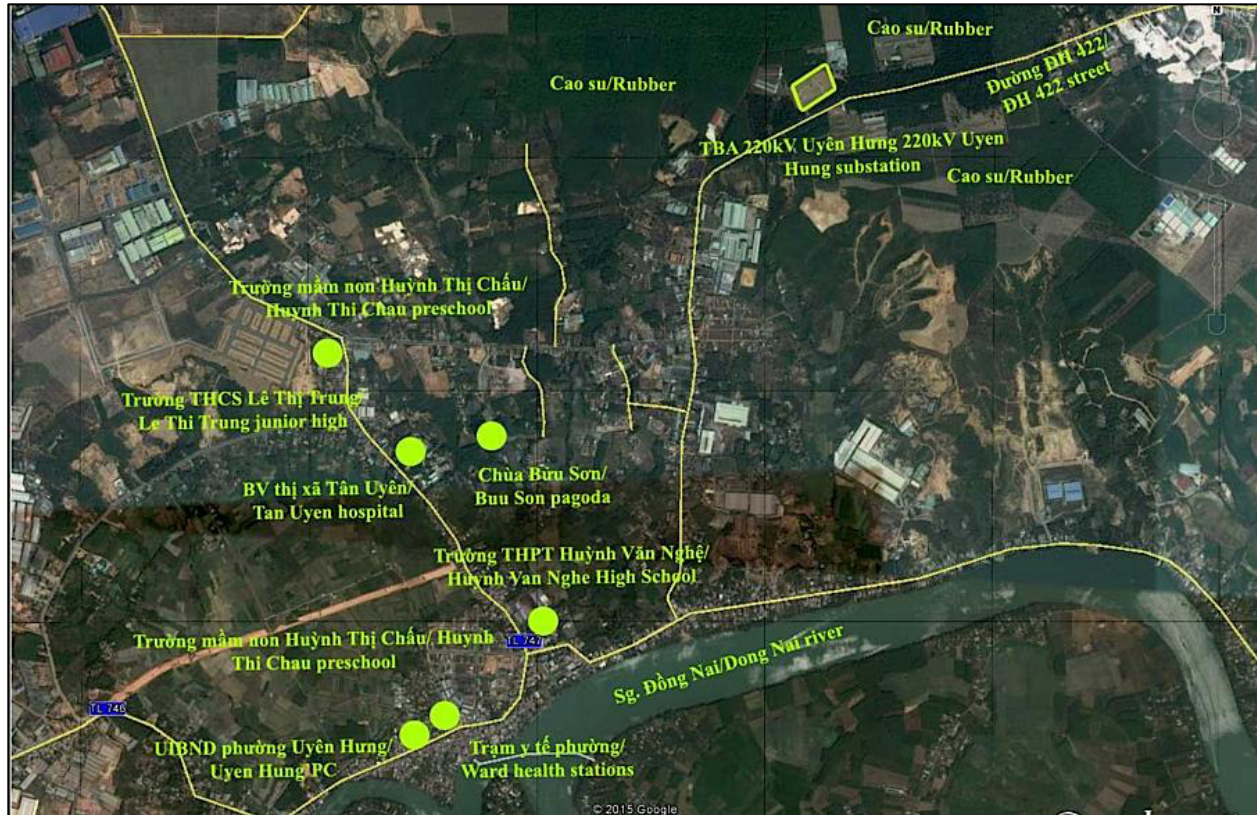 N
Cao su/Rubber
Cao su/Rubber
Đường ĐH 422/
ĐH 422 street
TBA 220kV Uyên Hưng 220kV Uyen
Hung substation
Cao su/Rubber
Trường mầm non Huỳnh Thị Chấu/
Huynh Thi Chau preschool
Trường THCS Lê Thị Trung/
Le Thi Trung junior high
BV thị xã Tân Uyên/
Tan Uyen hospital
Chùa Bửu Sơn/
Buu Son pagoda
Trường THPT Huỳnh Văn Nghệ/
Huynh Van Nghe High School
TL 747
Trường mầm non Huỳnh Thị Chấu/ Huynh
Thi Chau preschool
Sg. Đồng Nai/Dong Nai river
TL 746
UBND phường Uyên Hưng/
Uyen Hung PC
Trạm y tế phường/
Ward health stations
© 2015 Google